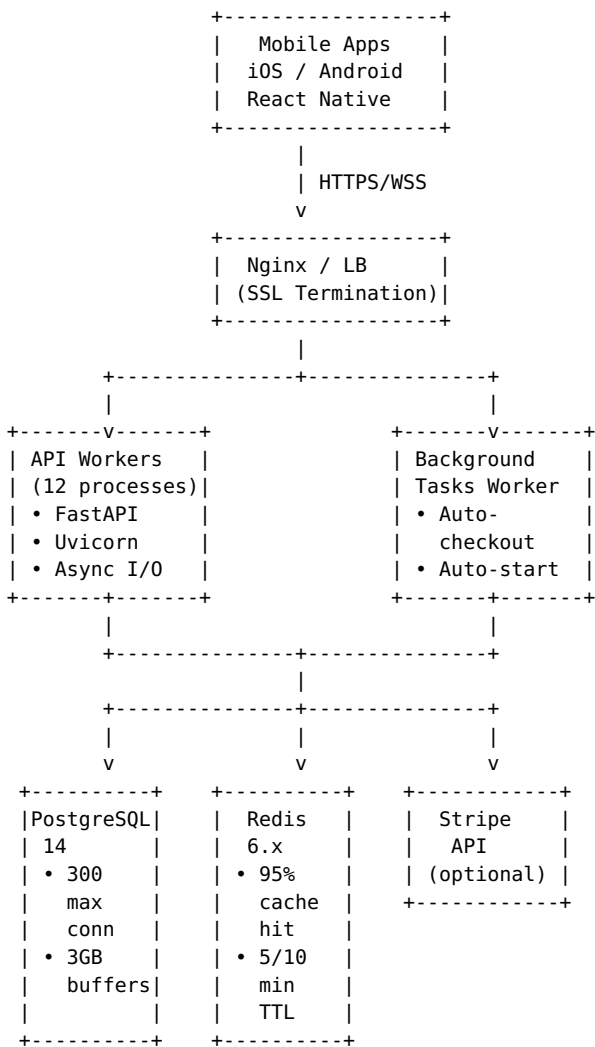 Mobile Apps
iOS / Android
React Native
HTTPS/WSS
Nginx / LB
(SSL Termination)
API Workers
(12 processes)
• FastAPI
• Uvicorn
• Async I/O
Background
Tasks Worker
• Auto-
checkout
• Auto-start
PostgreSQL
14
• 300
max
conn
• 3GB
buffers
Redis
6.x
• 95%
cache
hit
• 5/10
min
TTL
Stripe
API
(optional)